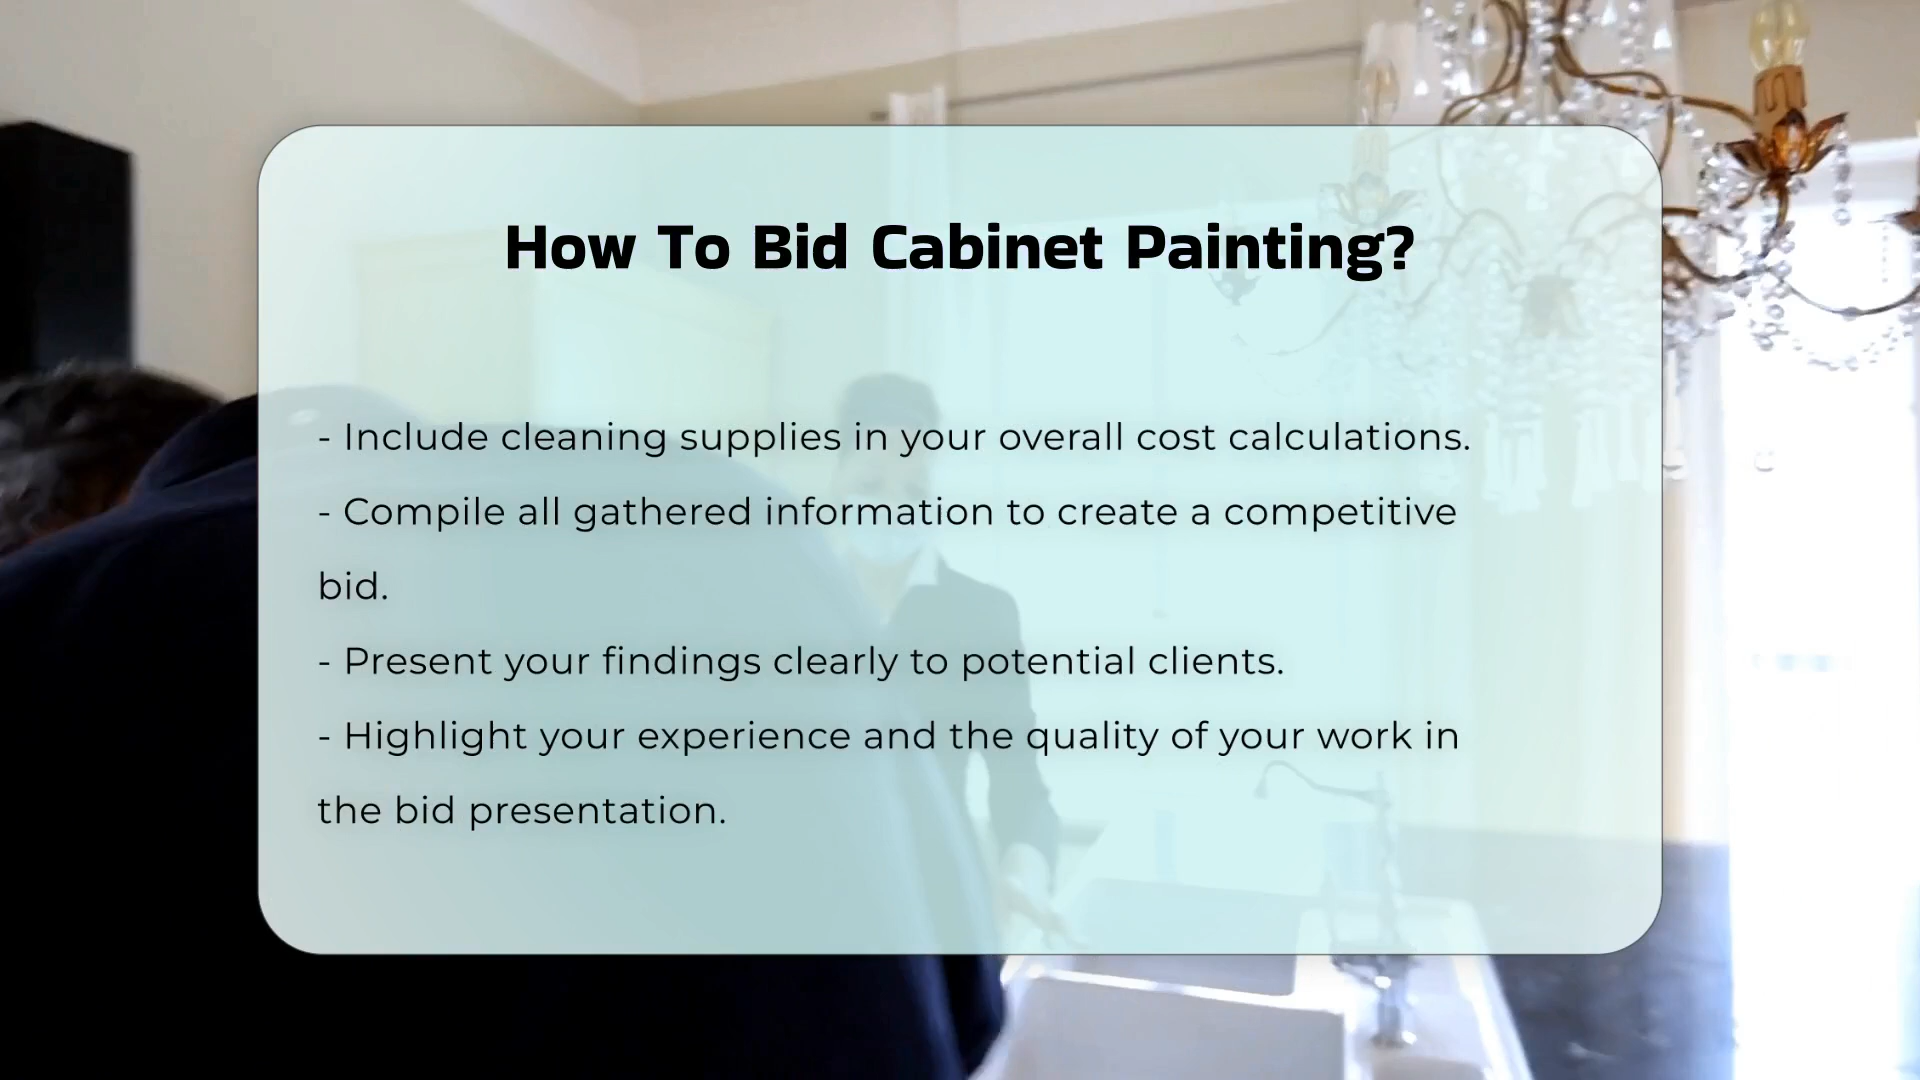 How To Bid Cabinet Painting?
- Include cleaning supplies in your overall cost calculations.
- Compile all gathered information to create a competitive
bid.
- Present your findings clearly to potential clients.
- Highlight your experience and the quality of your work in
the bid presentation.